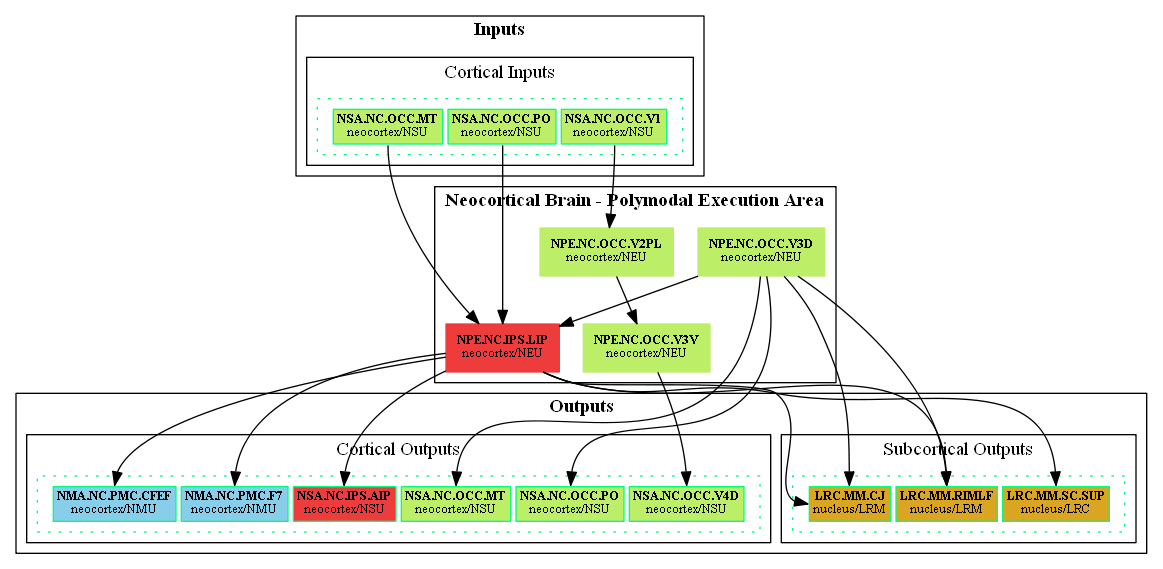 Inputs
Cortical Inputs
NSA.NC.OCC.MT
neocortex/NSU
NSA.NC.OCC.PO
neocortex/NSU
NSA.NC.OCC.V1
neocortex/NSU
Neocortical Brain - Polymodal Execution Area
NPE.NC.OCC.V2PL
neocortex/NEU
NPE.NC.OCC.V3D
neocortex/NEU
NPE.NC.IPS.LIP
neocortex/NEU
NPE.NC.OCC.V3V
neocortex/NEU
Outputs
Cortical Outputs
NMA.NC.PMC.CFEF
neocortex/NMU
NMA.NC.PMC.F7
neocortex/NMU
NSA.NC.IPS.AIP
neocortex/NSU
NSA.NC.OCC.MT
neocortex/NSU
NSA.NC.OCC.PO
neocortex/NSU
NSA.NC.OCC.V4D
neocortex/NSU
Subcortical Outputs
LRC.MM.CJ
nucleus/LRM
LRC.MM.RIMLF
nucleus/LRM
LRC.MM.SC.SUP
nucleus/LRC